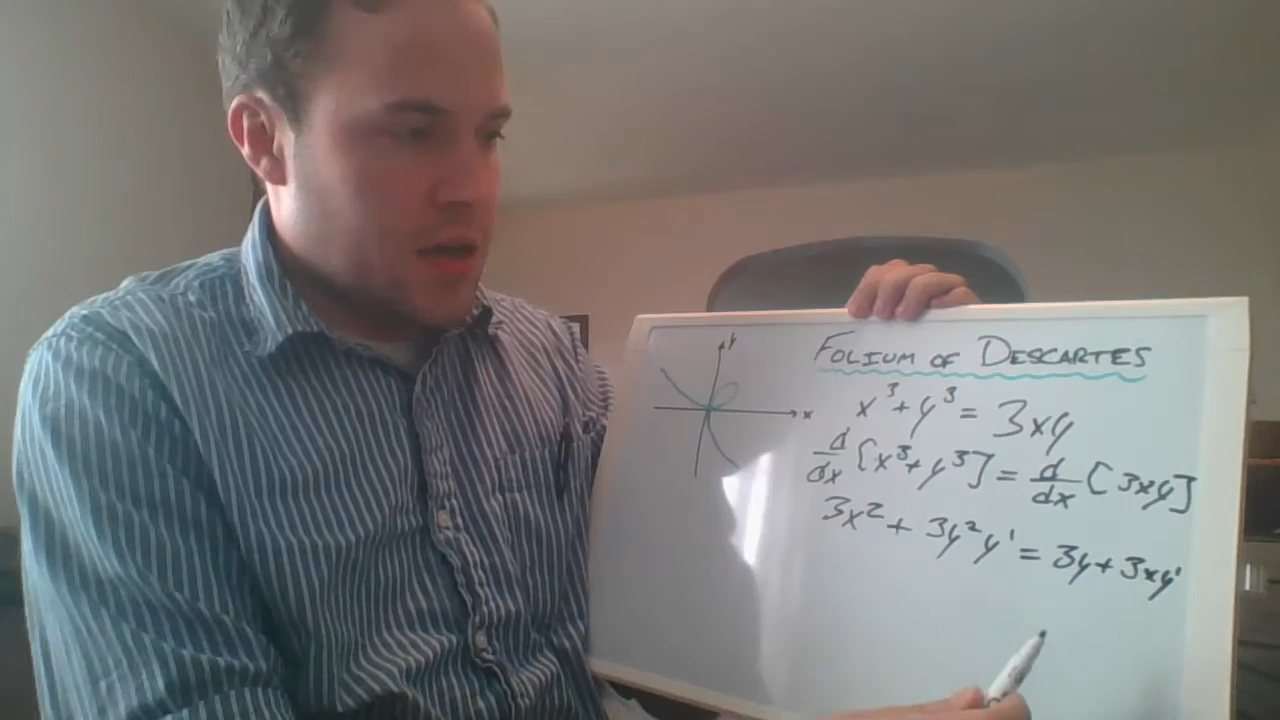 y
x
FOLIUM OF DESCARTES
x³+y³ = 3xy
d/dx [x³+y³] = d/dx [3xy]
3x² + 3y²y' = 3y+3xy'